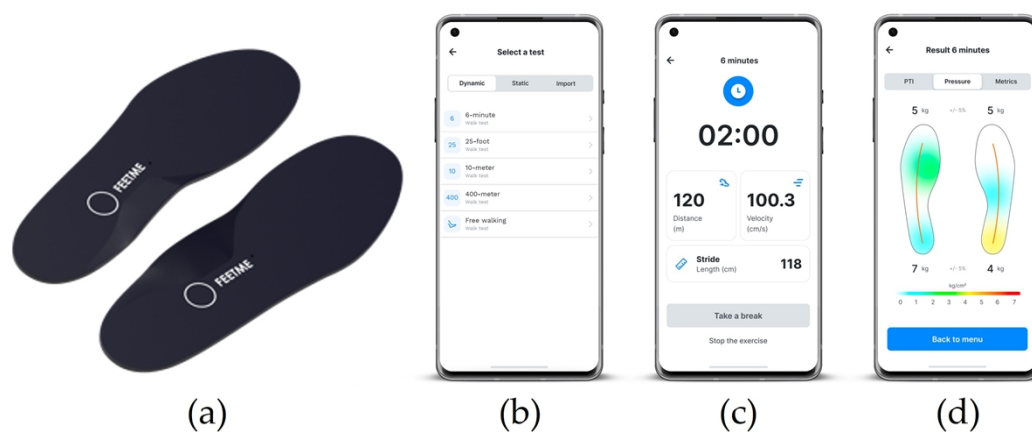 FEETME
FEETME
Select a test
Dynamic Static Import
6 6-minute
Walk test
25 25-foot
Walk test
10 10-meter
Walk test
400 400-meter
Walk test
Free walking
Walk test
6 minutes
02:00
120 100.3
Distance Velocity
(m) (cm/s)
Stride
Length (cm) 118
Take a break
Stop the exercise
Result 6 minutes
PTI Pressure Metrics
5 kg +/- 5% 5 kg
7 kg +/- 5% 4 kg
kg/cm²
0 1 2 3 4 5 6 7
Back to menu
(a) (b) (c) (d)